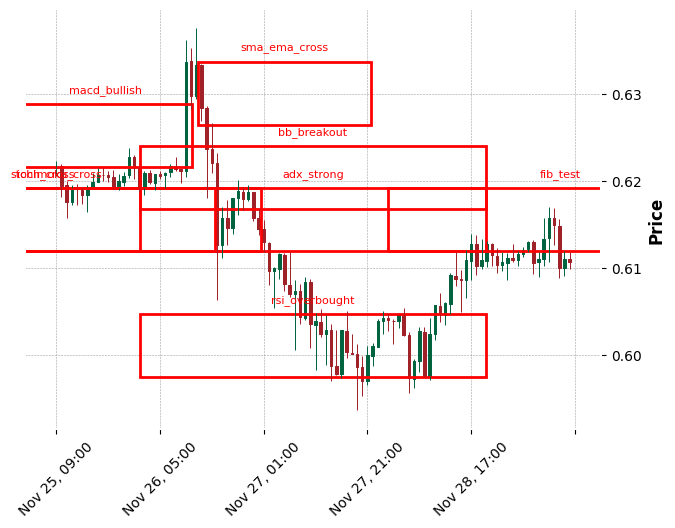 sma_ema_cross
0.63
macd_bullish
bb_breakout
adx_strong
fib_test
0.62
Price
0.61
rsi_overbought
0.60
Nov 25, 09:00
Nov 26, 05:00
Nov 27, 01:00
Nov 27, 21:00
Nov 28, 17:00